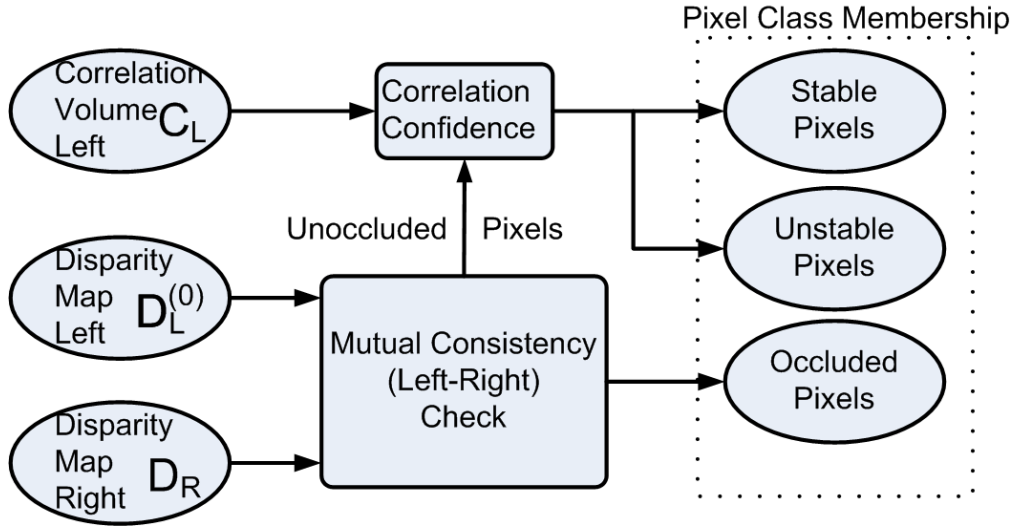 Pixel Class Membership
Correlation
Volume C_L
Left
Correlation
Confidence
Stable
Pixels
Unoccluded Pixels
Unstable
Pixels
Disparity
Map
Left D_L^(0)
Mutual Consistency
(Left-Right)
Check
Occluded
Pixels
Disparity
Map
Right D_R